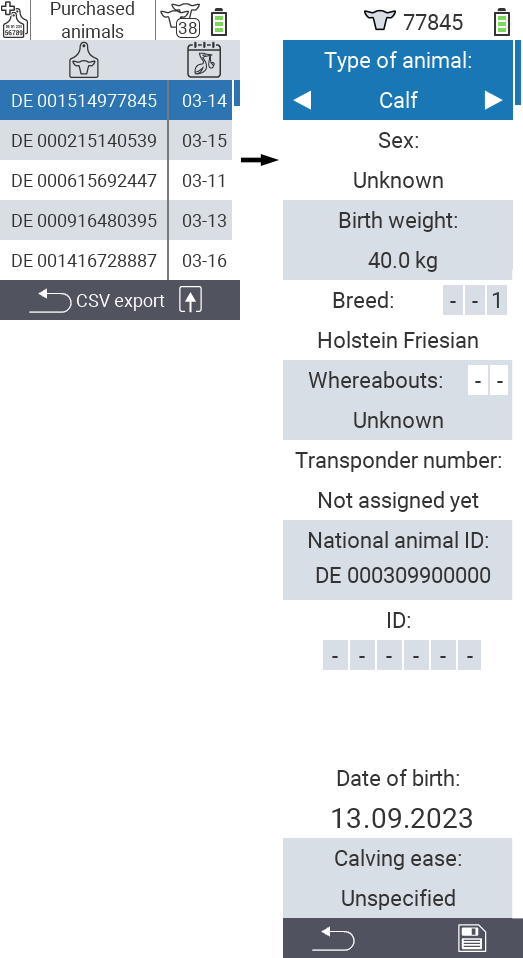 Purchased
animals
38
56789
DE 001514977845 03-14
DE 000215140539 03-15
DE 000615692447 03-11
DE 000916480395 03-13
DE 001416728887 03-16
CSV export
77845
Type of animal:
Calf
Sex:
Unknown
Birth weight:
40.0 kg
Breed: - - 1
Holstein Friesian
Whereabouts: - -
Unknown
Transponder number:
Not assigned yet
National animal ID:
DE 000309900000
ID:
- - - - - -
Date of birth:
13.09.2023
Calving ease:
Unspecified